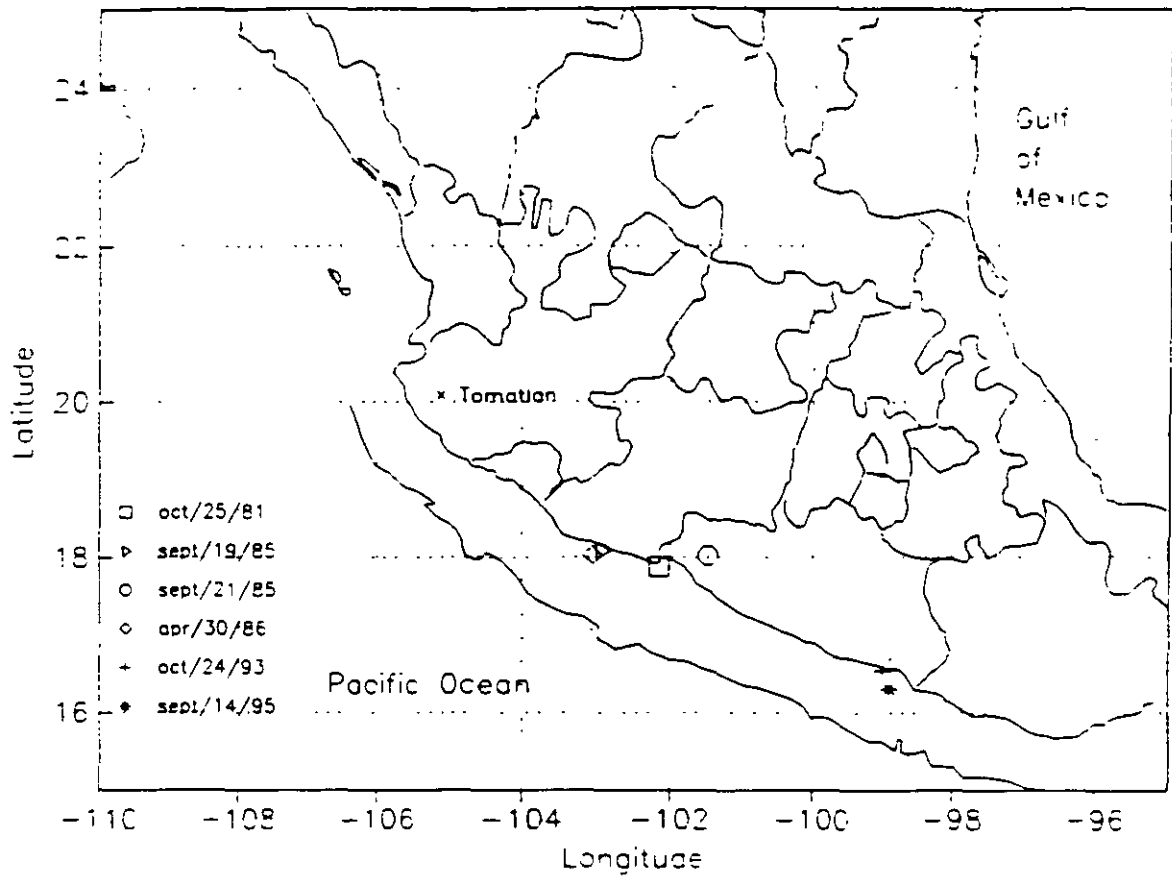 24
Gulf
of
Mexico
22
Latitude
20
Tomatlan
□ oct/25/81
▷ sept/19/85
18
○ sept/21/85
◇ apr/30/86
+ oct/24/93
Pacific Ocean
✱ sept/14/95
16
-110 -108 -106 -104 -102 -100 -98 -96
Longitude